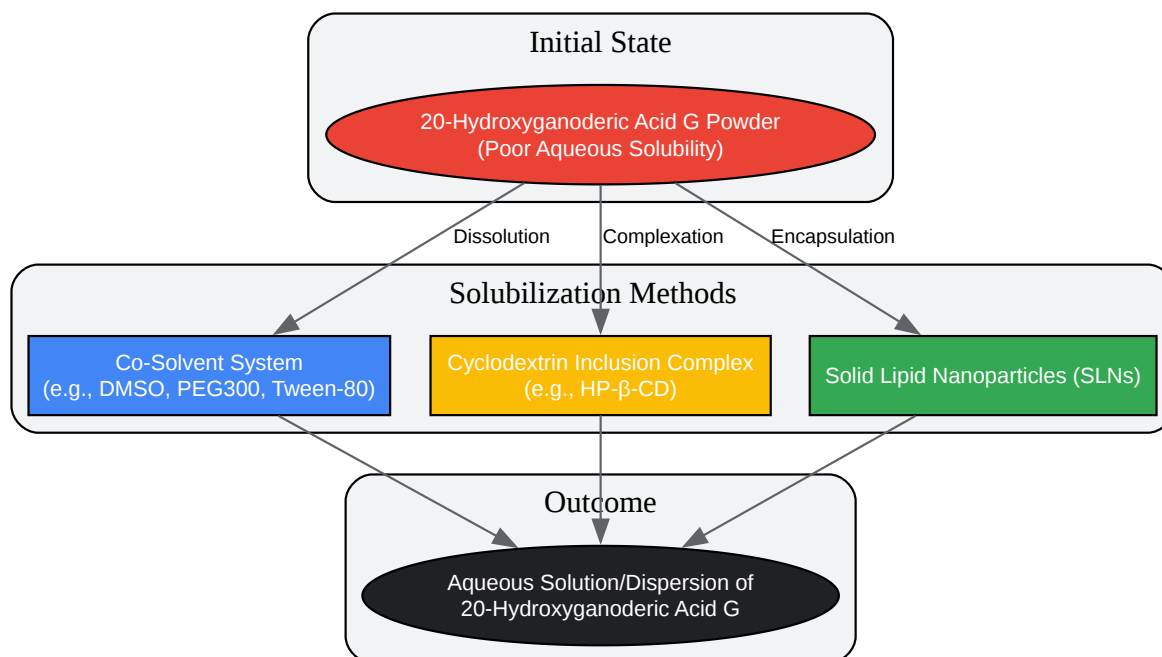 Initial State
20-Hydroxyganoderic Acid G Powder
(Poor Aqueous Solubility)
Dissolution
Complexation
Encapsulation
Solubilization Methods
Co-Solvent System
(e.g., DMSO, PEG300, Tween-80)
Cyclodextrin Inclusion Complex
(e.g., HP-β-CD)
Solid Lipid Nanoparticles (SLNs)
Outcome
Aqueous Solution/Dispersion of
20-Hydroxyganoderic Acid G